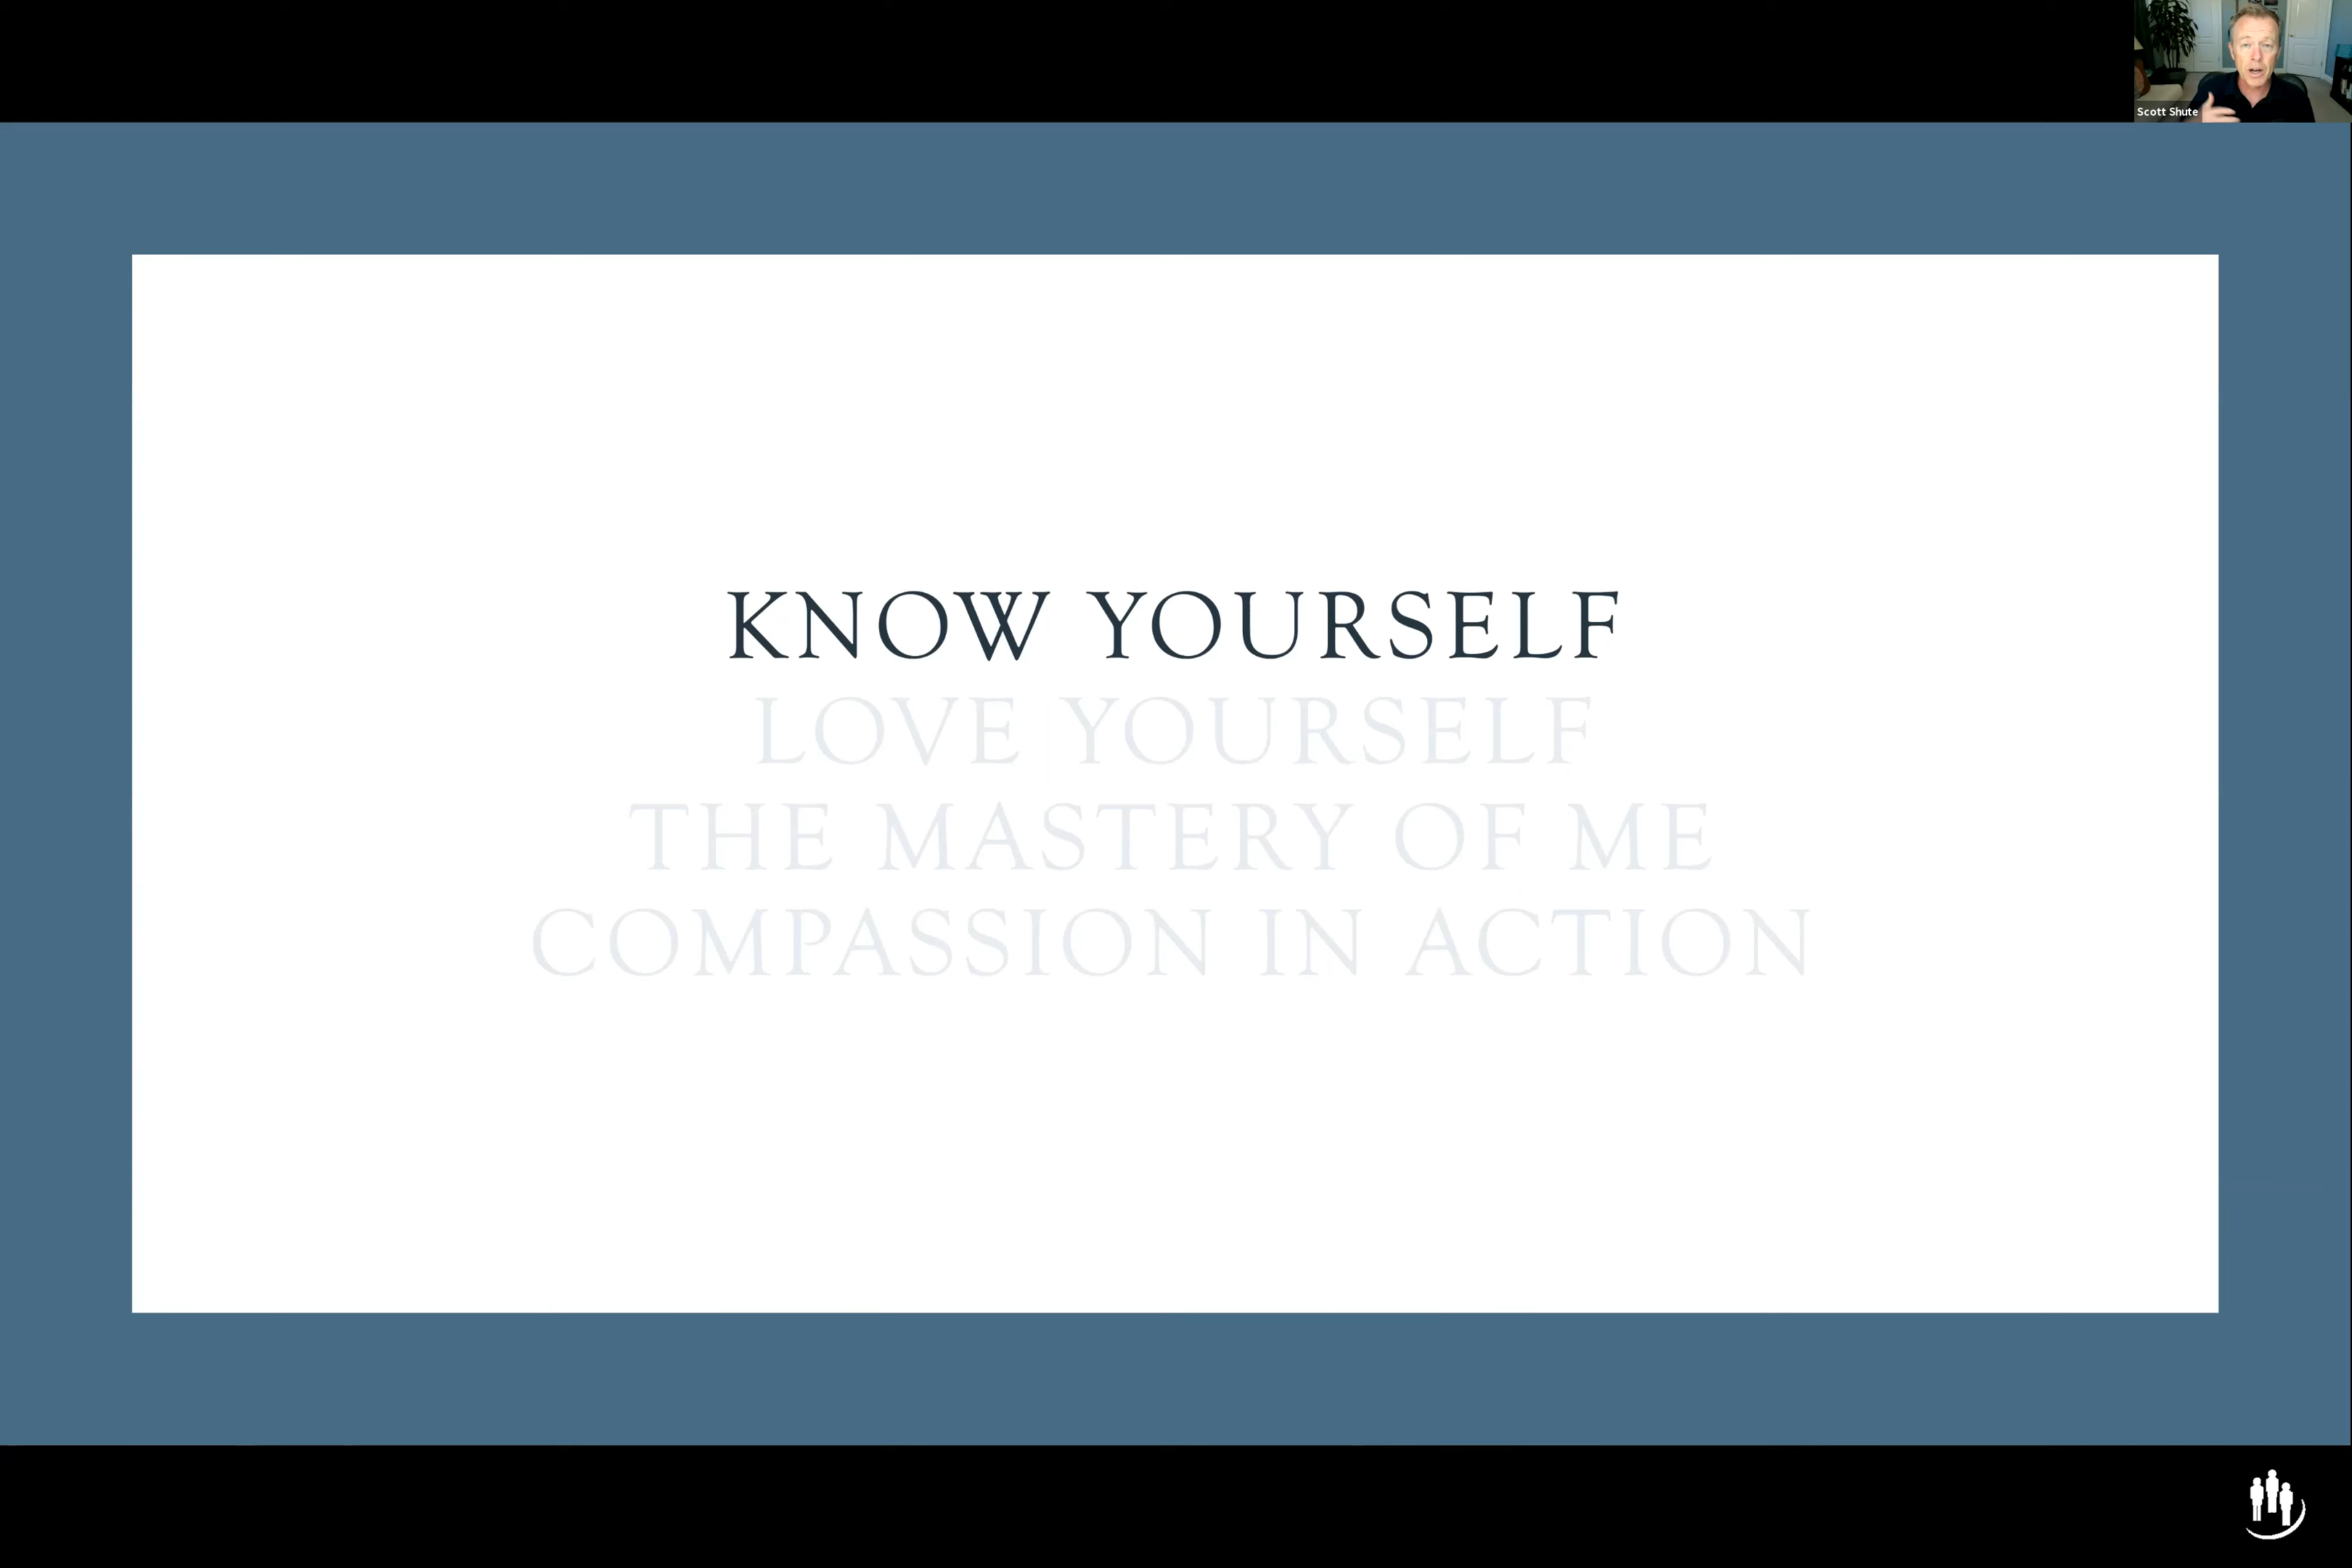 Scott Shute
KNOW YOURSELF
LOVE YOURSELF
THE MASTERY OF ME
COMPASSION IN ACTION